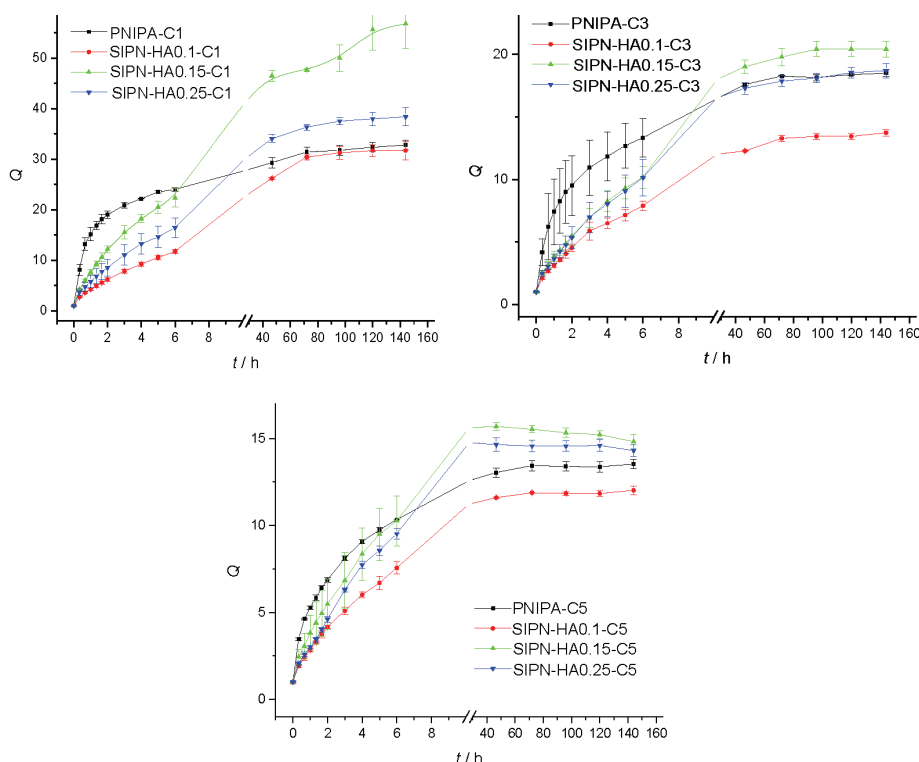 PNIPA-C1
SIPN-HA0.1-C1
SIPN-HA0.15-C1
SIPN-HA0.25-C1
50
40
30
20
10
0
Q
0 2 4 6 8 40 60 80 100 120 140 160
t / h
PNIPA-C3
SIPN-HA0.1-C3
SIPN-HA0.15-C3
SIPN-HA0.25-C3
20
10
0
Q
0 2 4 6 8 40 60 80 100 120 140 160
t / h
15
10
5
0
Q
PNIPA-C5
SIPN-HA0.1-C5
SIPN-HA0.15-C5
SIPN-HA0.25-C5
0 2 4 6 8 40 60 80 100 120 140 160
t / h